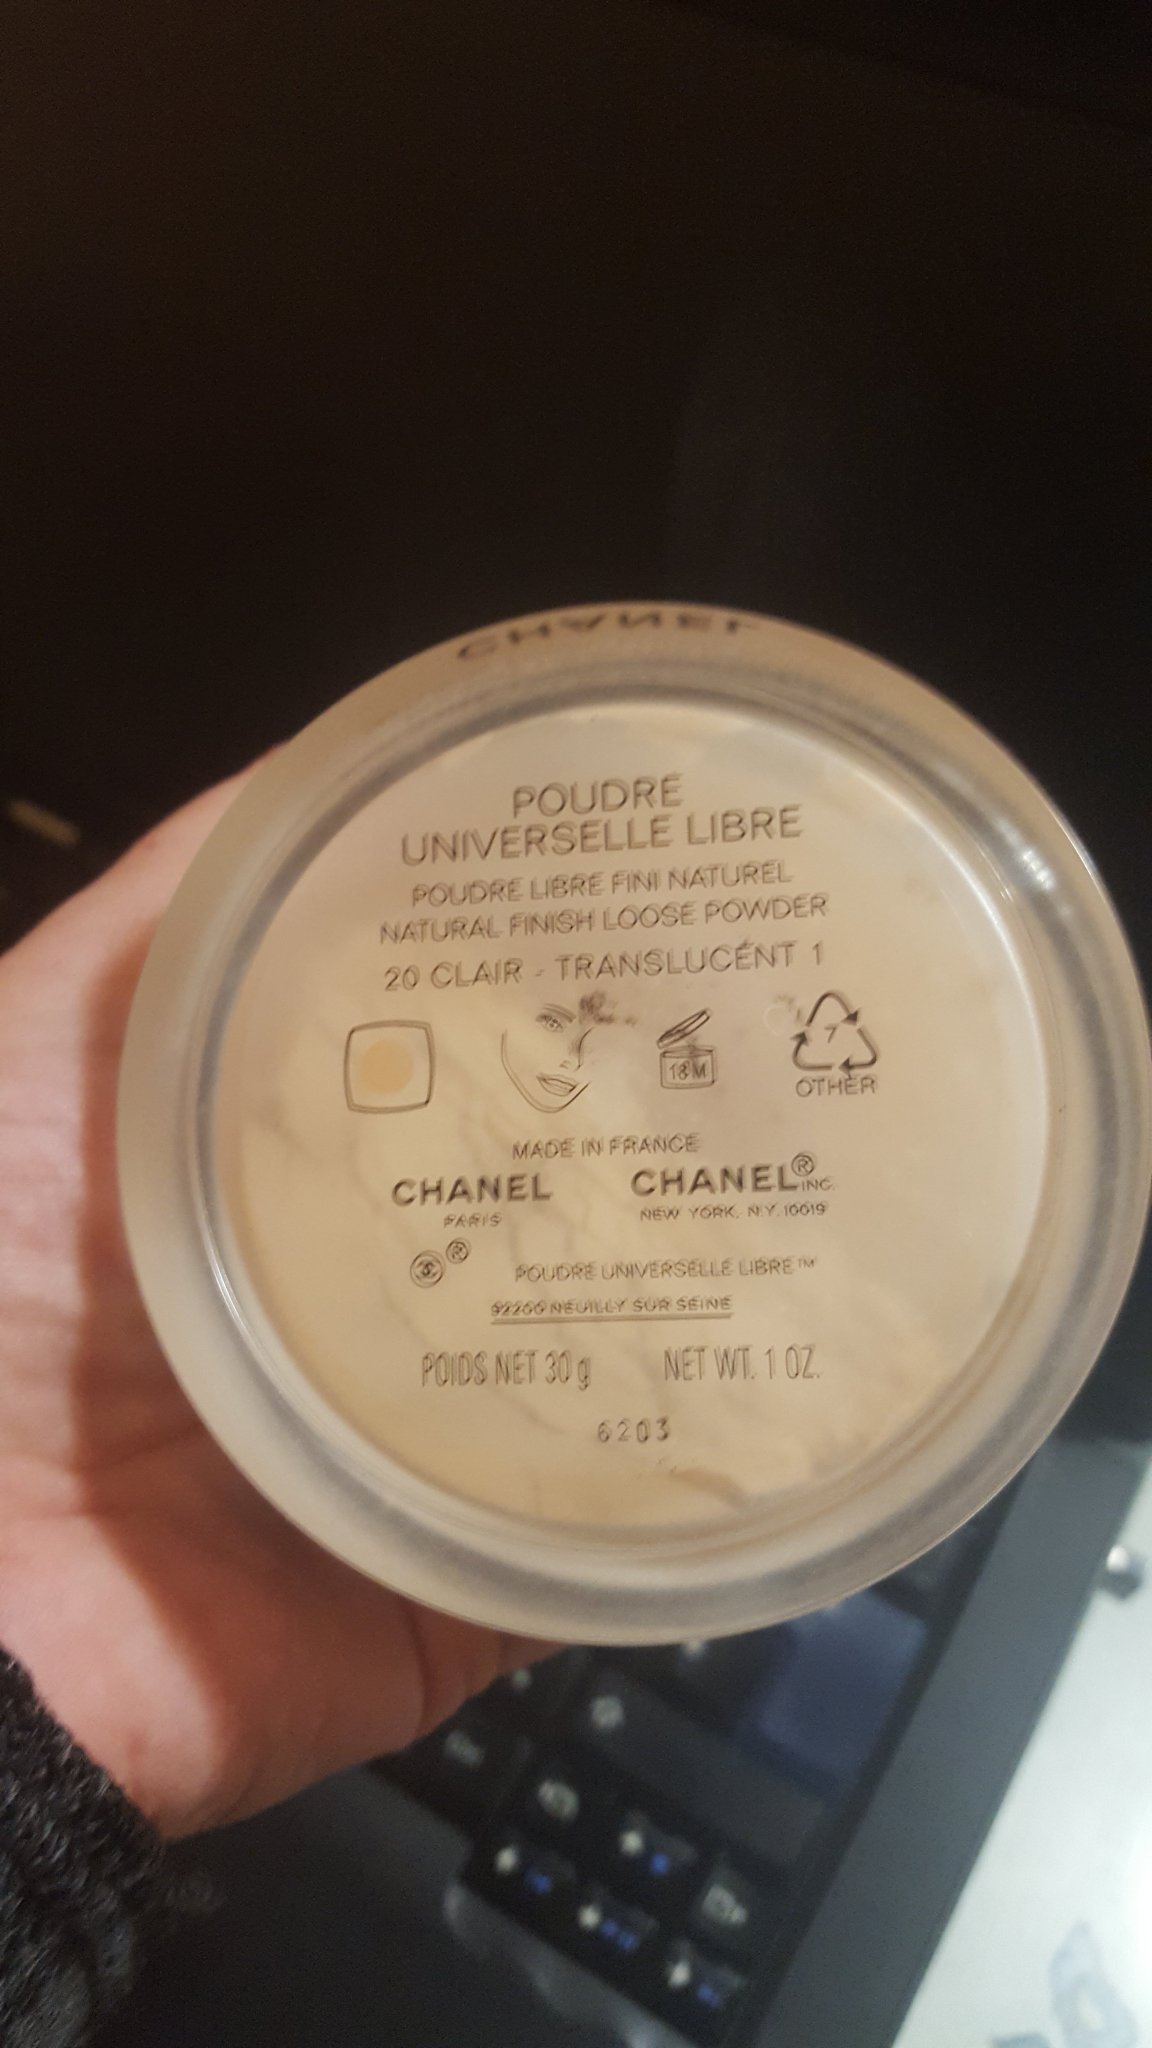 CHANEL
POUDRE
UNIVERSELLE LIBRE
POUDRE LIBRE FINI NATUREL
NATURAL FINISH LOOSE POWDER
20 CLAIR - TRANSLUCENT 1
18M
7
OTHER
MADE IN FRANCE
CHANEL CHANEL® INC.
PARIS NEW YORK, N.Y. 10019
® POUDRE UNIVERSELLE LIBRE™
92200 NEUILLY SUR SEINE
POIDS NET 30 g NET WT. 1 OZ.
6203